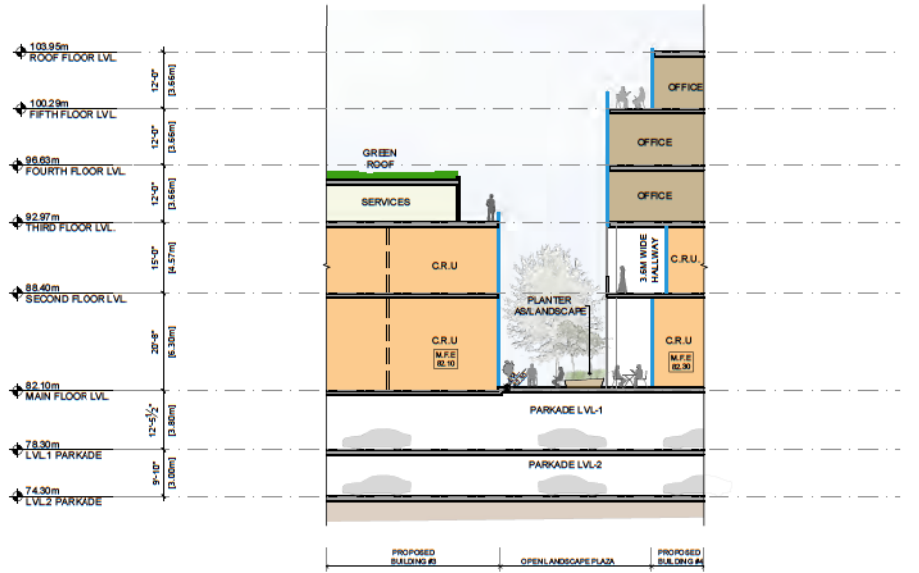 103.95m
ROOF FLOOR LVL.
12'-0"
[3.66m]
OFFICE
100.29m
FIFTH FLOOR LVL.
12'-0"
[3.66m]
OFFICE
GREEN
ROOF
96.63m
FOURTH FLOOR LVL.
12'-0"
[3.66m]
SERVICES
OFFICE
92.97m
THIRD FLOOR LVL.
15'-0"
[4.57m]
C.R.U
3.6M WIDE
HALLWAY
C.R.U.
88.40m
SECOND FLOOR LVL.
PLANTER
AS/LANDSCAPE
20'-8"
[6.30m]
C.R.U
M.F.E
82.10
C.R.U
M.F.E
82.30
82.10m
MAIN FLOOR LVL.
12'-5½"
[3.80m]
PARKADE LVL-1
78.30m
LVL.1 PARKADE
9'-10"
[3.00m]
PARKADE LVL-2
74.30m
LVL.2 PARKADE
PROPOSED
BUILDING #3
OPEN LANDSCAPE PLAZA
PROPOSED
BUILDING #4